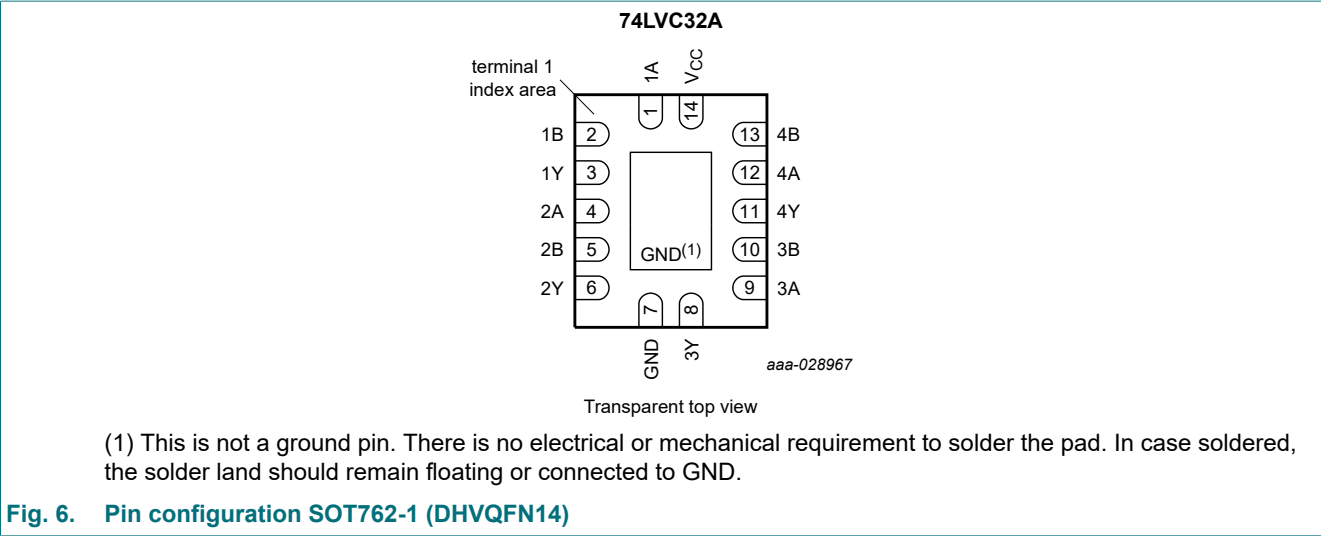 74LVC32A
terminal 1
index area
1A
VCC
1
14
1B
2
13
4B
1Y
3
12
4A
2A
4
11
4Y
2B
5
GND(1)
10
3B
2Y
6
9
3A
7
8
GND
3Y
aaa-028967
Transparent top view
(1) This is not a ground pin. There is no electrical or mechanical requirement to solder the pad. In case soldered,
the solder land should remain floating or connected to GND.
Fig. 6. Pin configuration SOT762-1 (DHVQFN14)